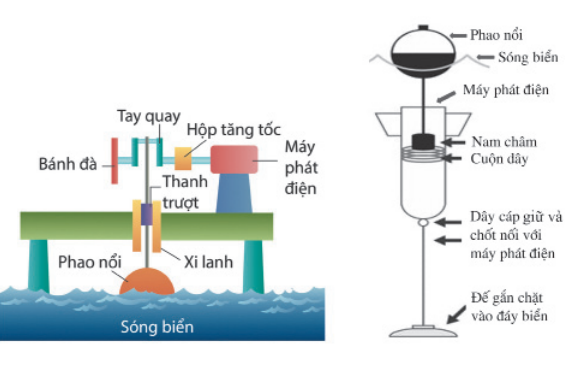 Tay quay
Hộp tăng tốc
Bánh đà
Máy
phát
điện
Thanh
trượt
Phao nổi
Xi lanh
Sóng biển
Phao nổi
Sóng biển
Máy phát điện
Nam châm
Cuộn dây
Dây cáp giữ và
chốt nối với
máy phát điện
Đế gắn chặt
vào đáy biển